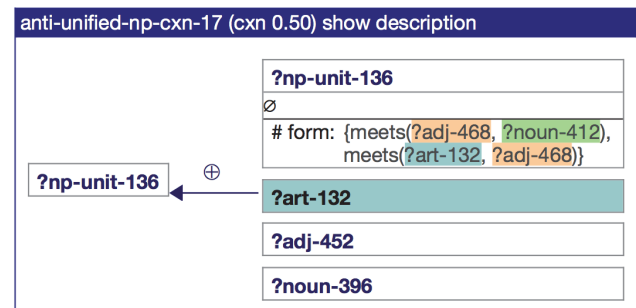 anti-unified-np-cxn-17 (cxn 0.50) show description
?np-unit-136
∅
# form: {meets(?adj-468, ?noun-412),
meets(?art-132, ?adj-468)}
?np-unit-136
⊕
?art-132
?adj-452
?noun-396